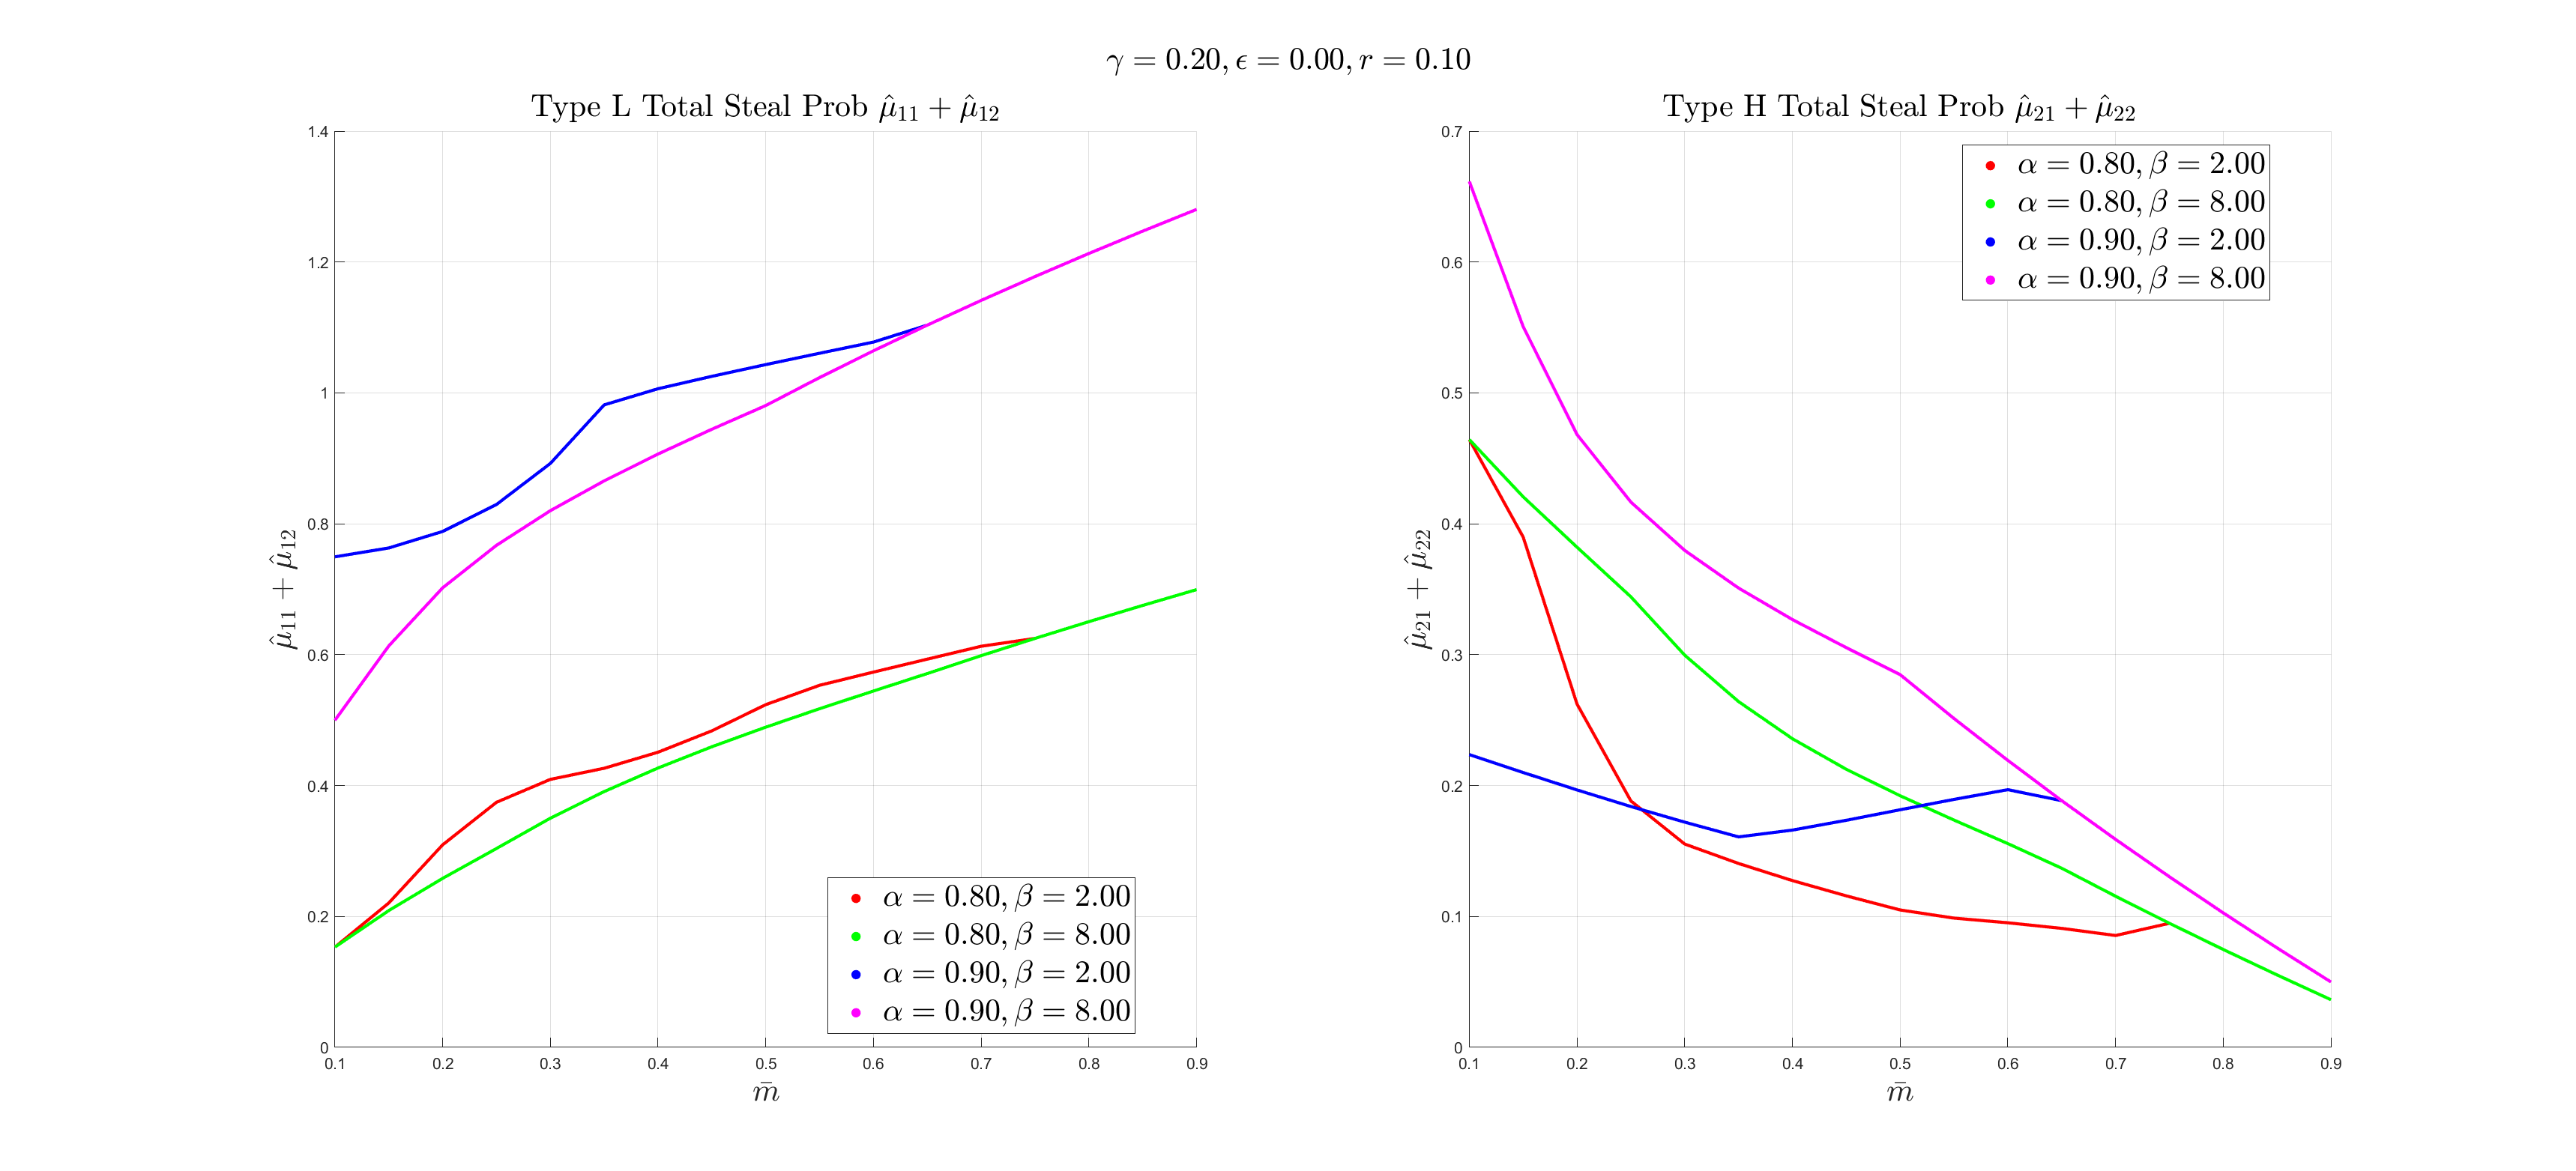 γ = 0.20, ϵ = 0.00, r = 0.10
Type L Total Steal Prob μ̂₁₁ + μ̂₁₂
1.4
1.2
1
0.8
0.6
0.4
0.2
0
μ̂₁₁ + μ̂₁₂
α = 0.80, β = 2.00
α = 0.80, β = 8.00
α = 0.90, β = 2.00
α = 0.90, β = 8.00
0.1 0.2 0.3 0.4 0.5 0.6 0.7 0.8 0.9
m̄
Type H Total Steal Prob μ̂₂₁ + μ̂₂₂
0.7
0.6
0.5
0.4
0.3
0.2
0.1
0
μ̂₂₁ + μ̂₂₂
α = 0.80, β = 2.00
α = 0.80, β = 8.00
α = 0.90, β = 2.00
α = 0.90, β = 8.00
0.1 0.2 0.3 0.4 0.5 0.6 0.7 0.8 0.9
m̄